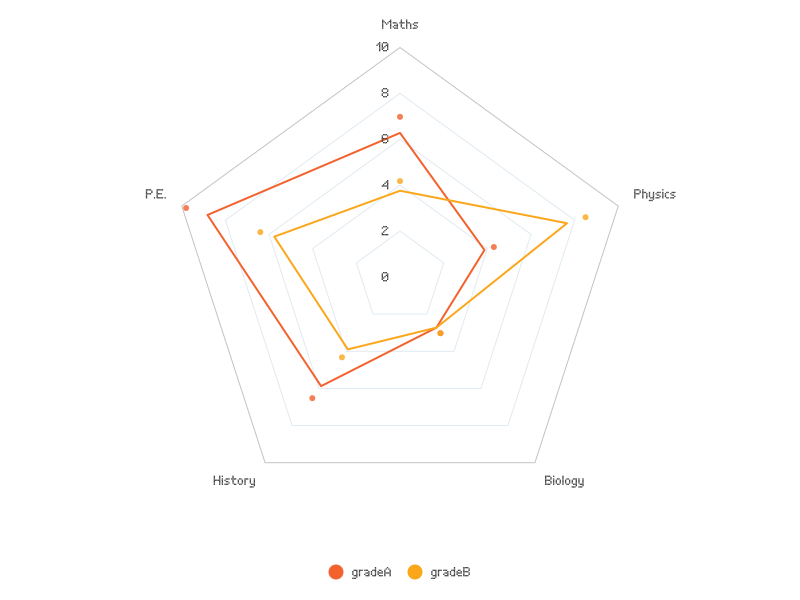 Maths
10
8
6
4
2
0
P.E.
Physics
History
Biology
gradeA
gradeB